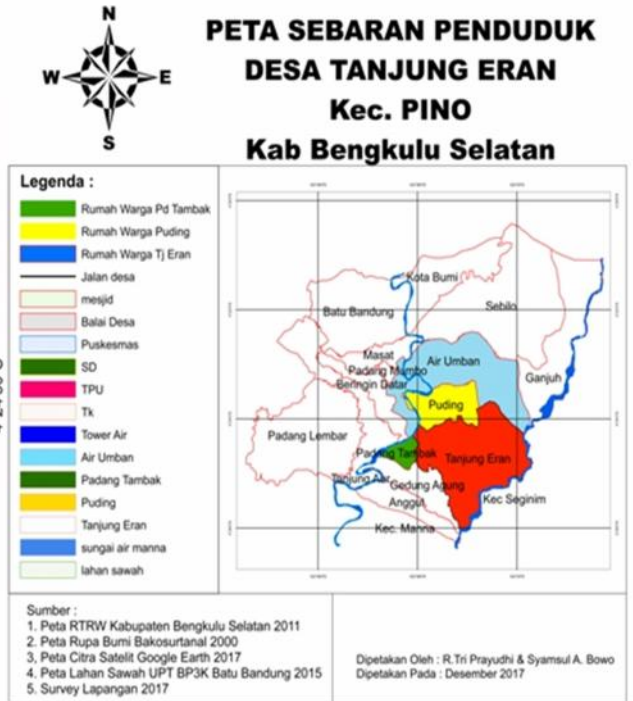 N
W E
S
PETA SEBARAN PENDUDUK
DESA TANJUNG ERAN
Kec. PINO
Kab Bengkulu Selatan
Legenda :
Rumah Warga Pd Tambak
Rumah Warga Puding
Rumah Warga Tj Eran
Jalan desa
mesjid
Balai Desa
Puskesmas
SD
TPU
Tk
Tower Air
Air Umban
Padang Tambak
Puding
Tanjung Eran
sungai air manna
lahan sawah
Kota Bumi
Batu Bandung
Sebilo
Masat
Air Umban
Padang Mumbo
Ganjuh
Beringin Datar
Puding
Padang Lembar
Padang Tambak
Tanjung Eran
Tanjung Aur
Gedung Agung
Anggut
Kec Seginim
Kec. Manna
Sumber :
1. Peta RTRW Kabupaten Bengkulu Selatan 2011
2. Peta Rupa Bumi Bakosurtanal 2000
3, Peta Citra Satelit Google Earth 2017
4. Peta Lahan Sawah UPT BP3K Batu Bandung 2015
5. Survey Lapangan 2017
Dipetakan Oleh : R.Tri Prayudhi & Syamsul A. Bowo
Dipetakan Pada : Desember 2017